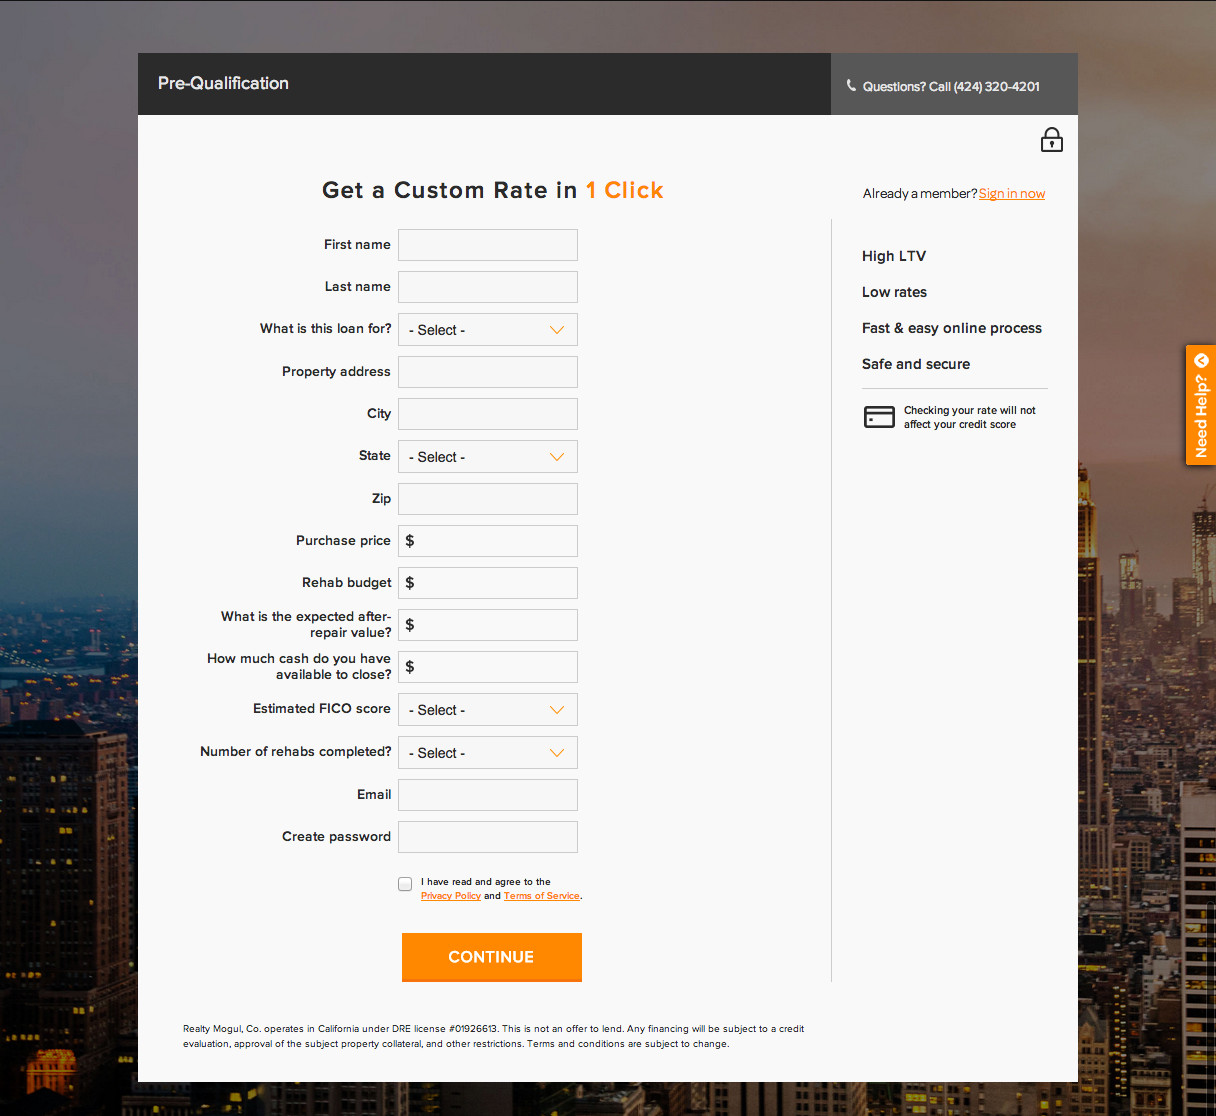 Pre-Qualification
Questions? Call (424) 320-4201
Get a Custom Rate in 1 Click
Already a member? Sign in now
First name
Last name
What is this loan for?
- Select -
Property address
City
State
- Select -
Zip
Purchase price
$
Rehab budget
$
What is the expected after-
repair value?
$
How much cash do you have
available to close?
$
Estimated FICO score
- Select -
Number of rehabs completed?
- Select -
Email
Create password
I have read and agree to the
Privacy Policy and Terms of Service.
CONTINUE
High LTV
Low rates
Fast & easy online process
Safe and secure
Checking your rate will not
affect your credit score
Need Help?
Realty Mogul, Co. operates in California under DRE license #01926613. This is not an offer to lend. Any financing will be subject to a credit
evaluation, approval of the subject property collateral, and other restrictions. Terms and conditions are subject to change.